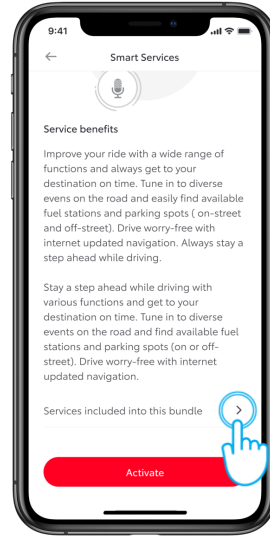 9:41
Smart Services
Service benefits
Improve your ride with a wide range of
functions and always get to your
destination on time. Tune in to diverse
evens on the road and easily find available
fuel stations and parking spots ( on-street
and off-street). Drive worry-free with
internet updated navigation. Always stay a
step ahead while driving.
Stay a step ahead while driving with
various functions and get to your
destination on time. Tune in to diverse
events on the road and find available fuel
stations and parking spots (on or off-
street). Drive worry-free with internet
updated navigation.
Services included into this bundle
Activate